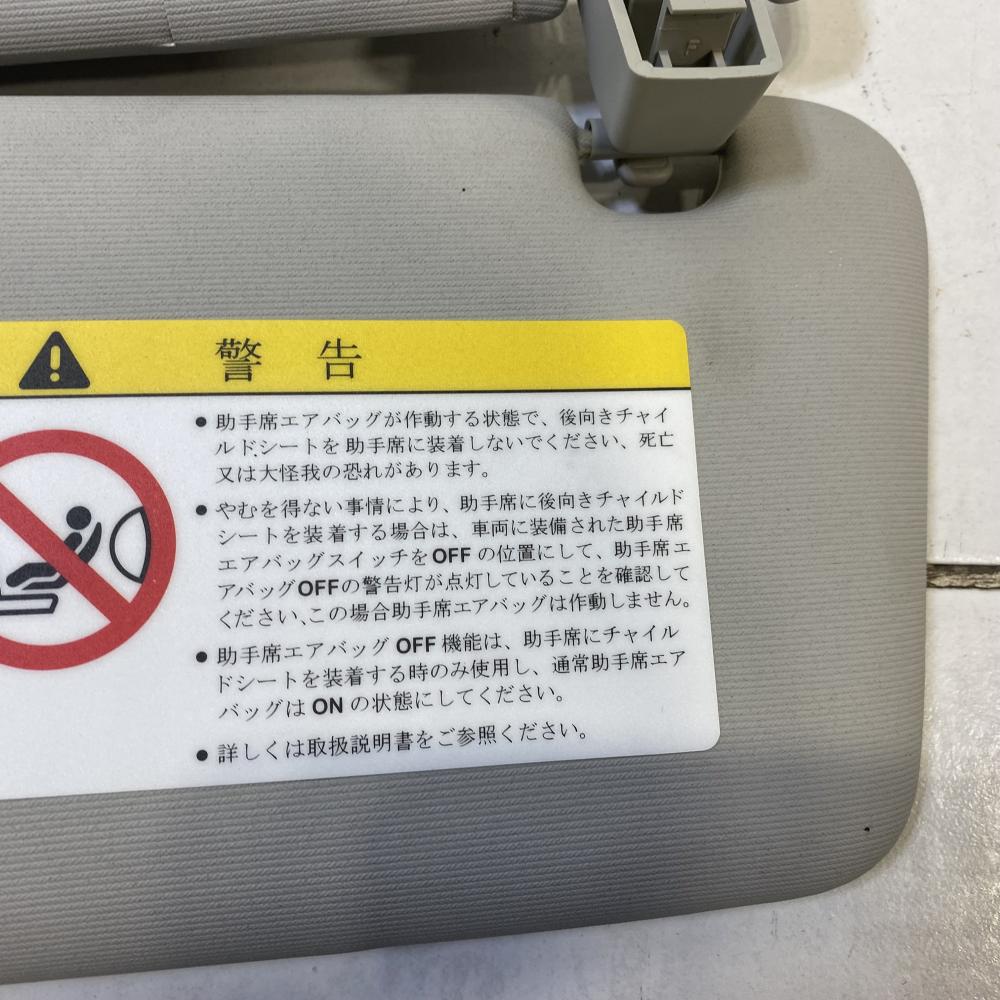 F
警 告
● 助手席エアバッグが作動する状態で、後向きチャイ
ルドシートを助手席に装着しないでください、死亡
又は大怪我の恐れがあります。
● やむを得ない事情により、助手席に後向きチャイルド
シートを装着する場合は、車両に装備された助手席
エアバッグスイッチをOFFの位置にして、助手席エ
アバッグOFFの警告灯が点灯していることを確認して
ください、この場合助手席エアバッグは作動しません。
● 助手席エアバッグ OFF 機能は、助手席にチャイル
ドシートを装着する時のみ使用し、通常助手席エア
バッグは ON の状態にしてください。
● 詳しくは取扱説明書をご参照ください。